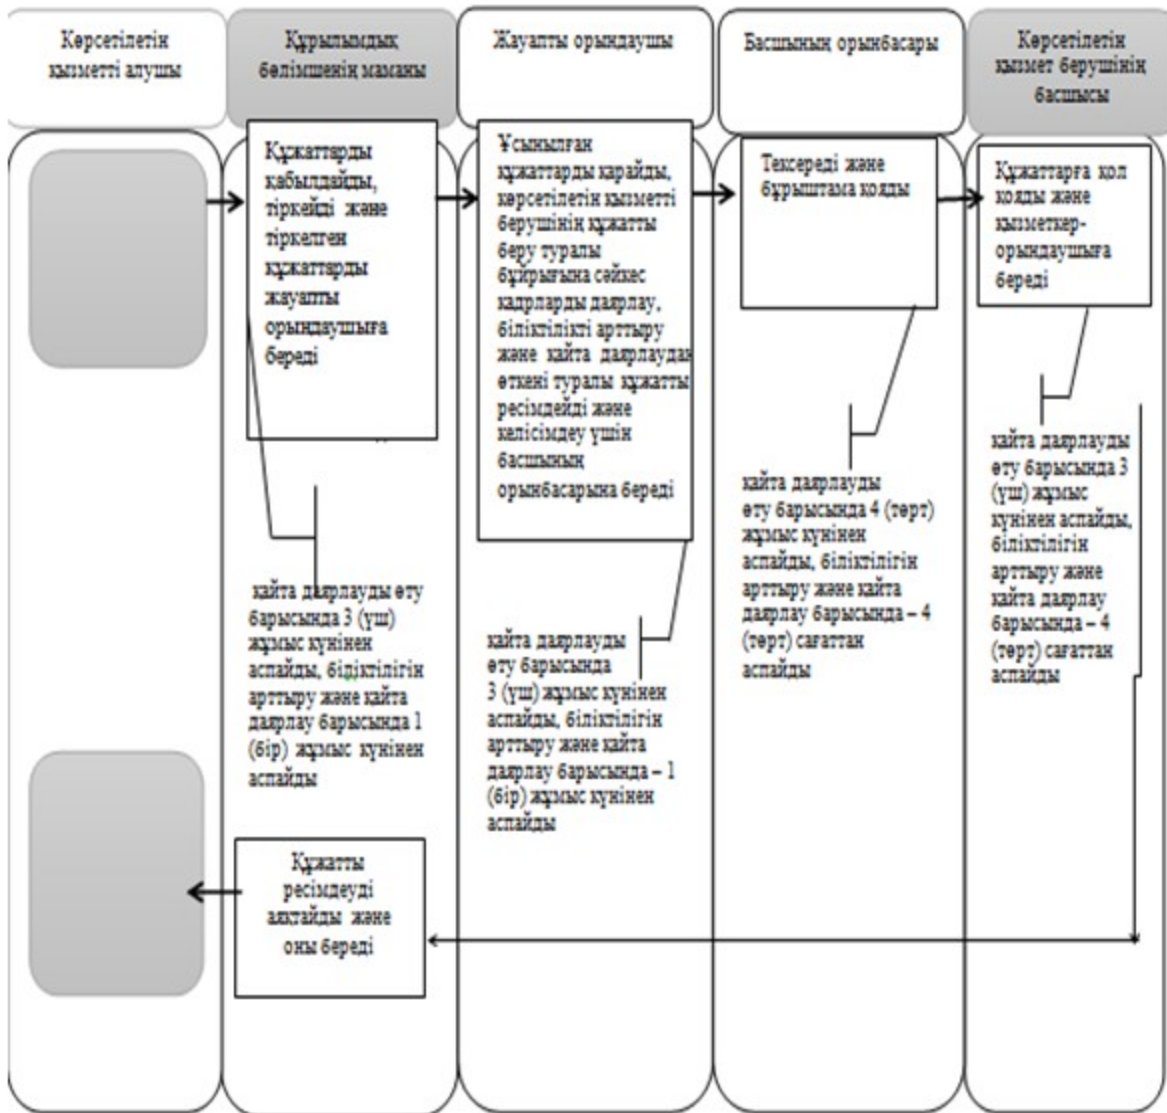 Көрсетілетін
қызметті алушы
Құрылымдық
бөлімшенің маманы
Жауапты орындаушы
Басшының орынбасары
Көрсетілетін
қызмет берушінің
басшысы
Құжаттарды
қабылдайды,
тіркейді және
тіркелген
құжаттарды
жауапты
орындаушыға
береді
Ұсынылған
құжаттарды қарайды,
көрсетілетін қызметті
берушінің құжатты
беру туралы
бұйрығына сәйкес
кадрларды даярлау,
біліктілікті арттыру
және қайта даярлаудан
өткені туралы құжатты
ресімдейді және
келісімдеу үшін
басшының
орынбасарына береді
Тексереді және
бұрыштама қояды
Құжаттарға қол
қояды және
қызметкер-
орындаушыға
береді
қайта даярлауды өту
барысында 3 (үш)
жұмыс күнінен
аспайды, біліктілігін
арттыру және қайта
даярлау барысында 1
(бір) жұмыс күнінен
аспайды
қайта даярлауды
өту барысында
3 (үш) жұмыс күнінен
аспайды, біліктілігін
арттыру және қайта
даярлау барысында – 1
(бір) жұмыс күнінен
аспайды
қайта даярлауды
өту барысында 4 (төрт)
жұмыс күнінен
аспайды, біліктілігін
арттыру және қайта
даярлау барысында – 4
(төрт) сағаттан
аспайды
қайта даярлауды
өту барысында 3
(үш) жұмыс
күнінен аспайды,
біліктілігін
арттыру және
қайта даярлау
барысында – 4
(төрт) сағаттан
аспайды
Құжатты
ресімдеуді
аяқтайды және
оны береді